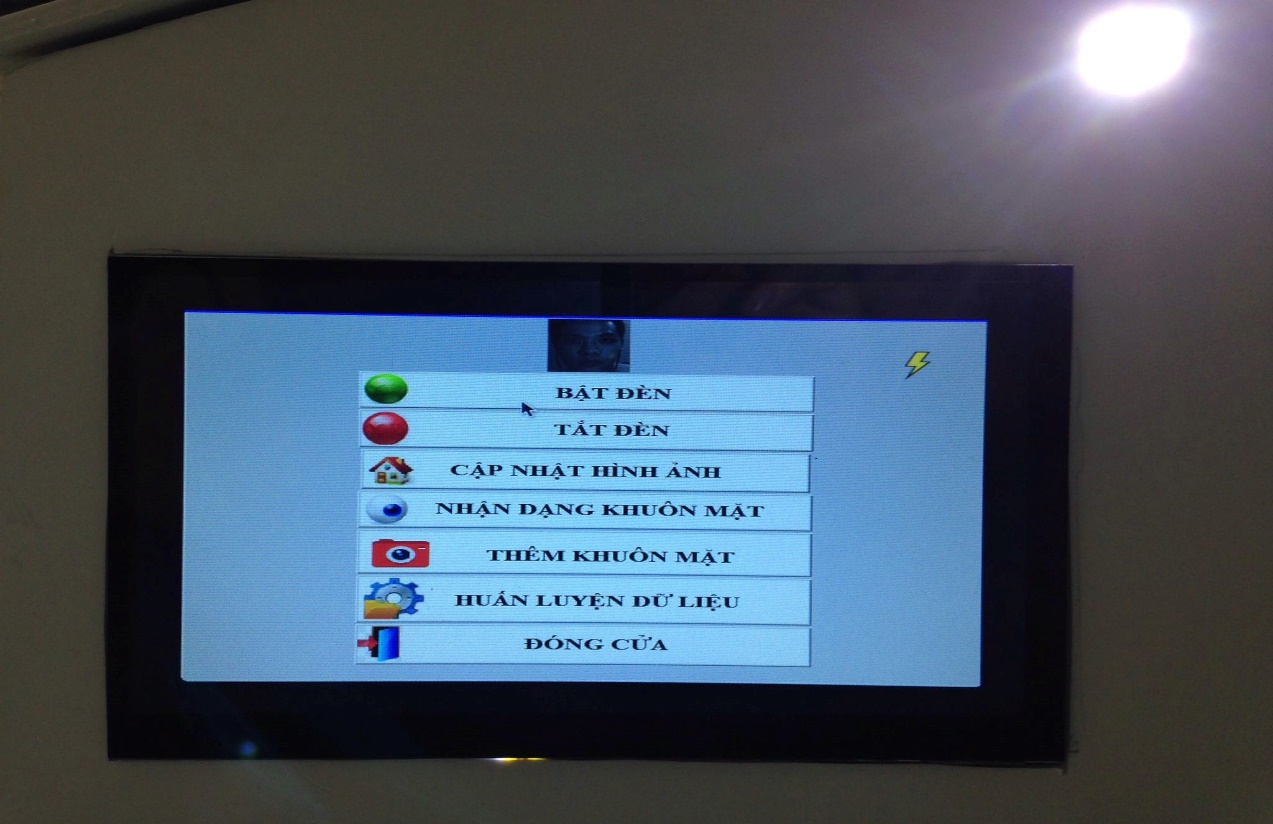 BẬT ĐÈN
TẮT ĐÈN
CẬP NHẬT HÌNH ẢNH
NHẬN DẠNG KHUÔN MẶT
THÊM KHUÔN MẶT
HUẤN LUYỆN DỮ LIỆU
ĐÓNG CỬA